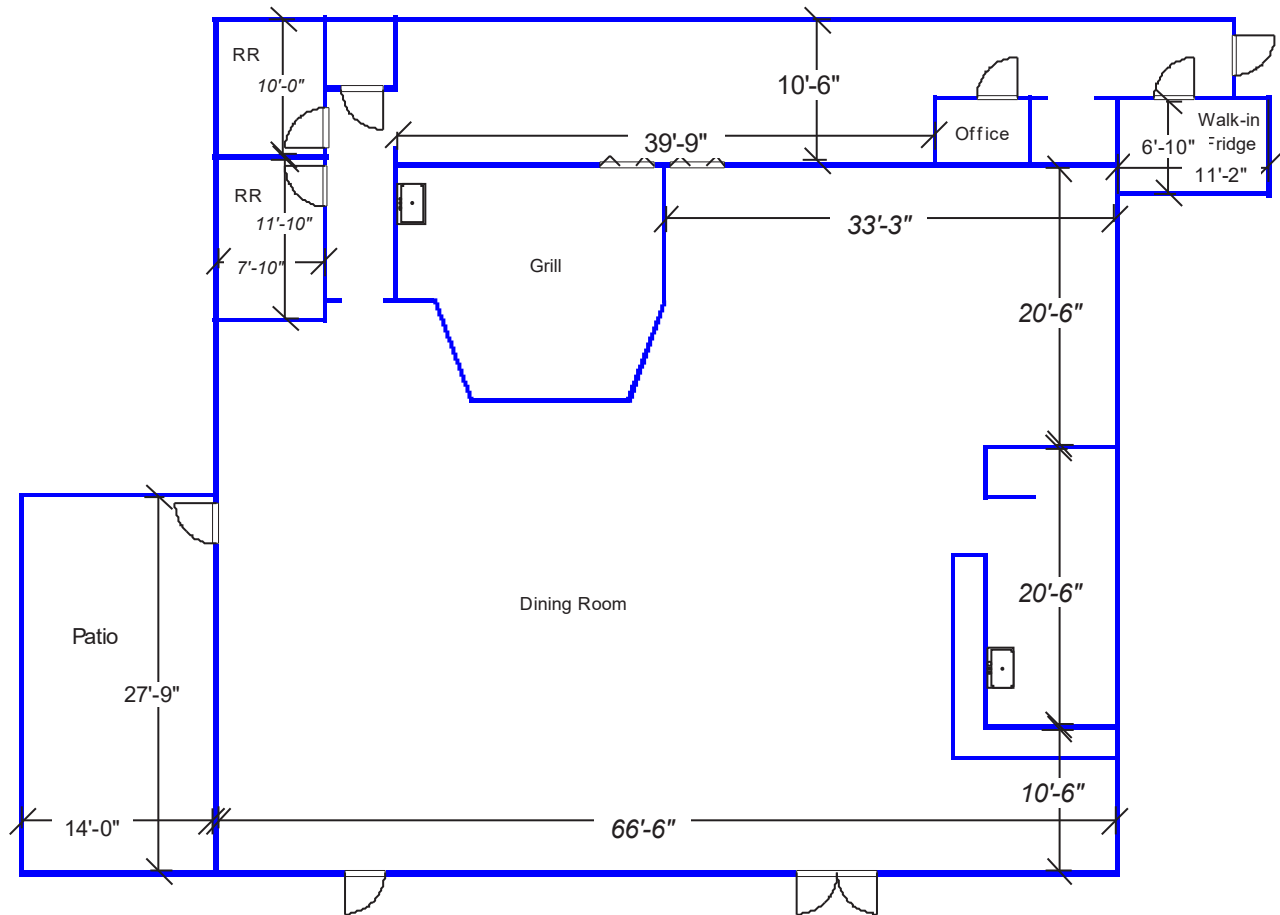 RR
10'-0"
10'-6"
39'-9"
Office
Walk-in
Fridge
6'-10"
11'-2"
RR
11'-10"
7'-10"
33'-3"
Grill
20'-6"
20'-6"
Dining Room
Patio
27'-9"
10'-6"
14'-0"
66'-6"